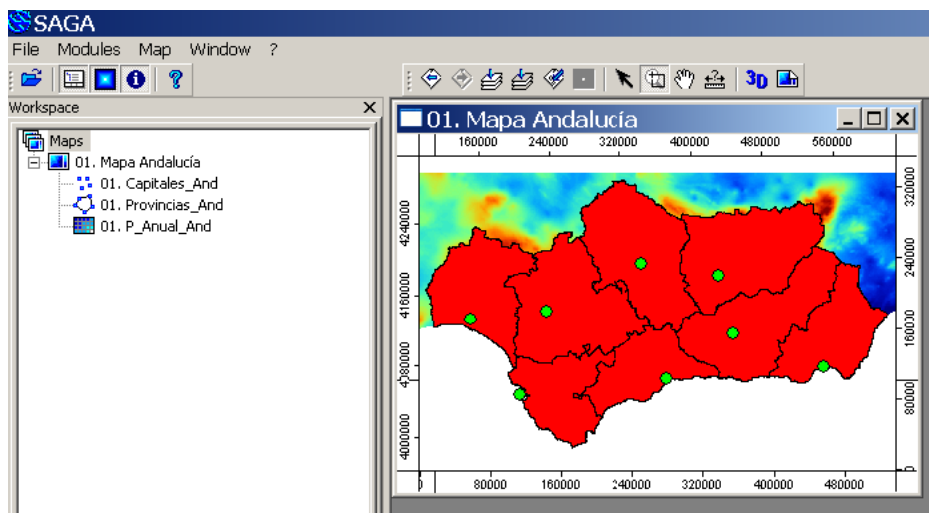 SAGA
File Modules Map Window ?
3D
Workspace X
Maps
01. Mapa Andalucía
01. Capitales_And
01. Provincias_And
01. P_Anual_And
01. Mapa Andalucía
160000 240000 320000 400000 480000 560000
4240000
4160000
4080000
4000000
320000
240000
160000
80000
0
0 80000 160000 240000 320000 400000 480000